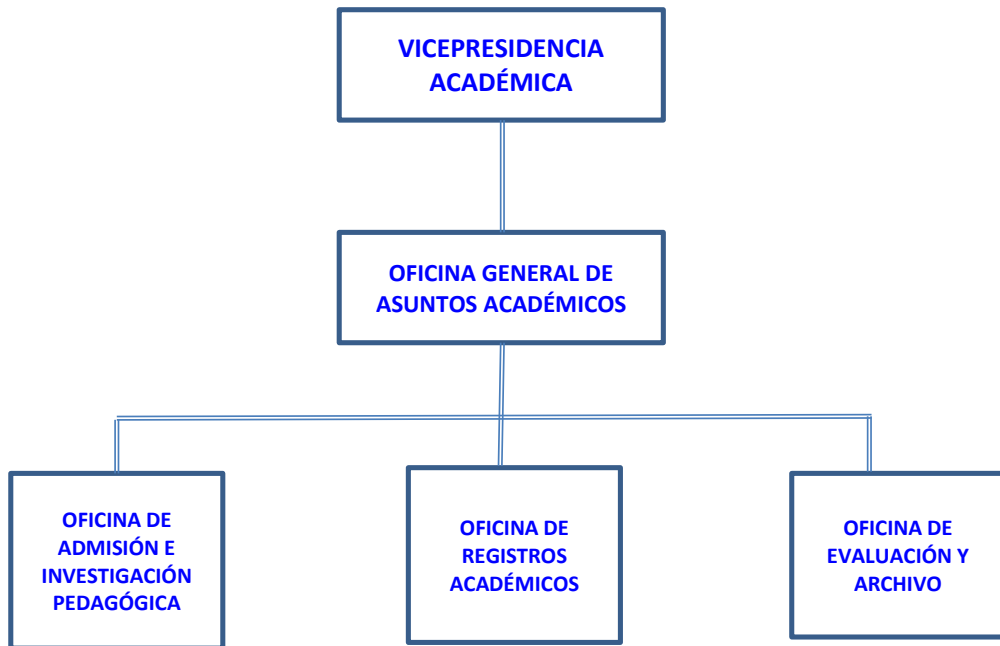 VICEPRESIDENCIA
ACADÉMICA
OFICINA GENERAL DE
ASUNTOS ACADÉMICOS
OFICINA DE
ADMISIÓN E
INVESTIGACIÓN
PEDAGÓGICA
OFICINA DE
REGISTROS
ACADÉMICOS
OFICINA DE
EVALUACIÓN Y
ARCHIVO